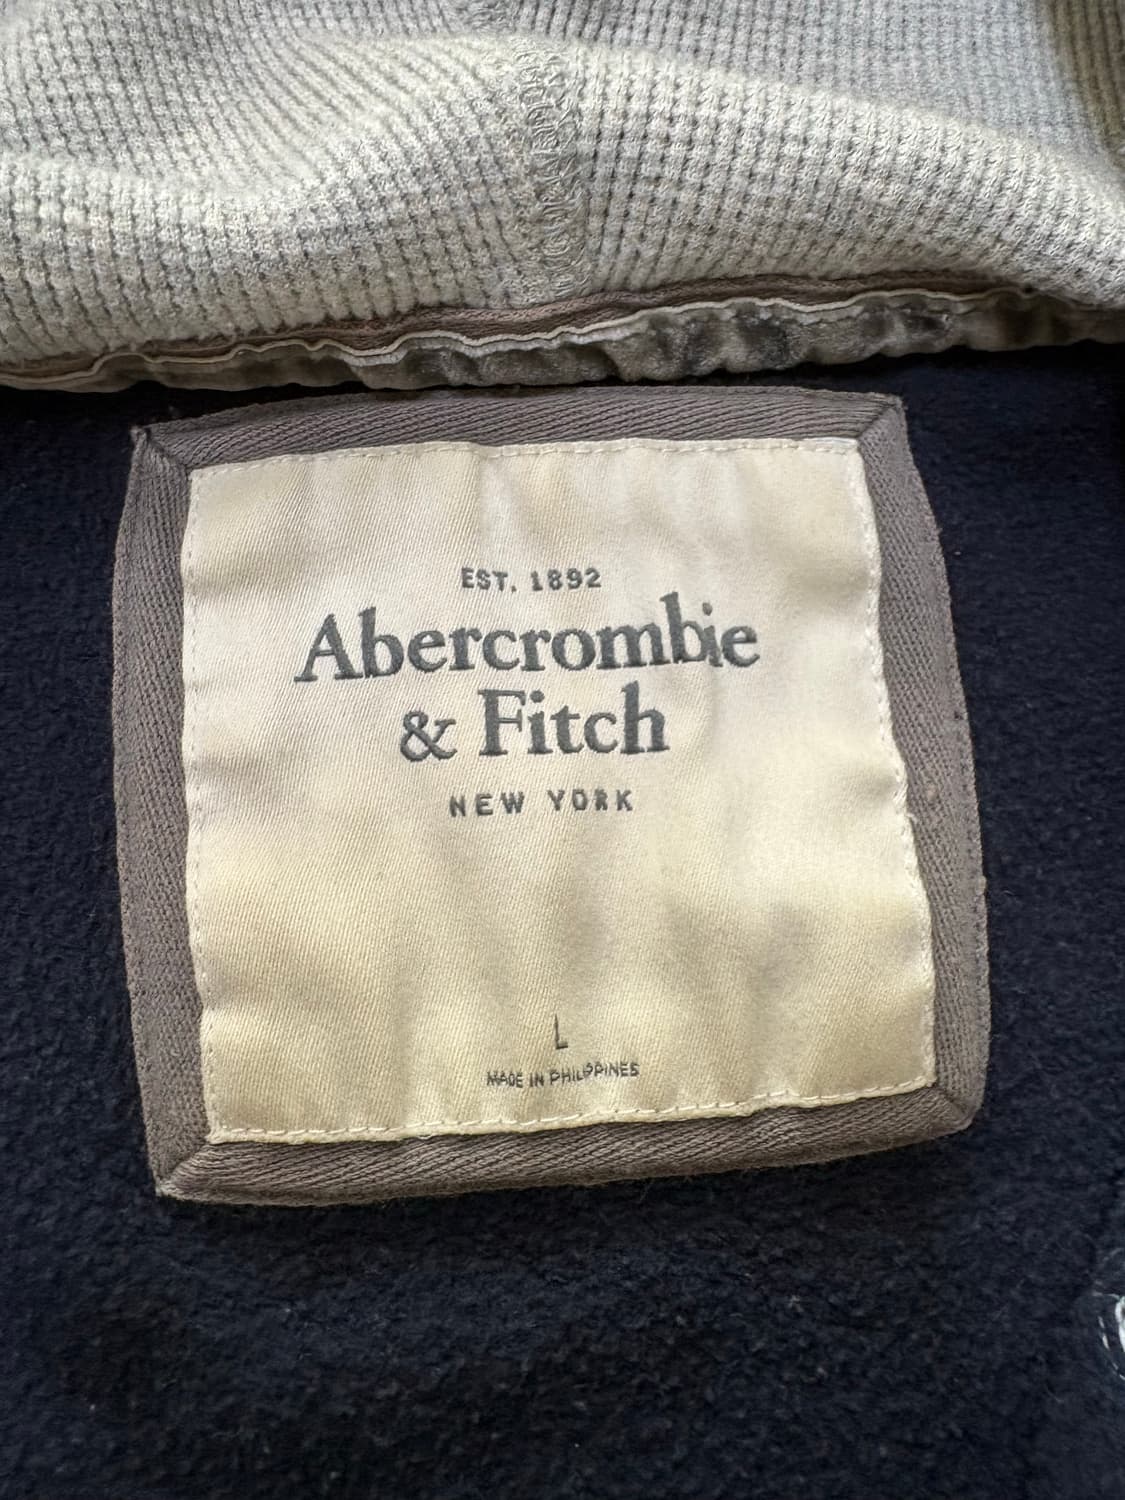 EST. 1892
Abercrombie
& Fitch
NEW YORK
L
MADE IN PHILIPPINES